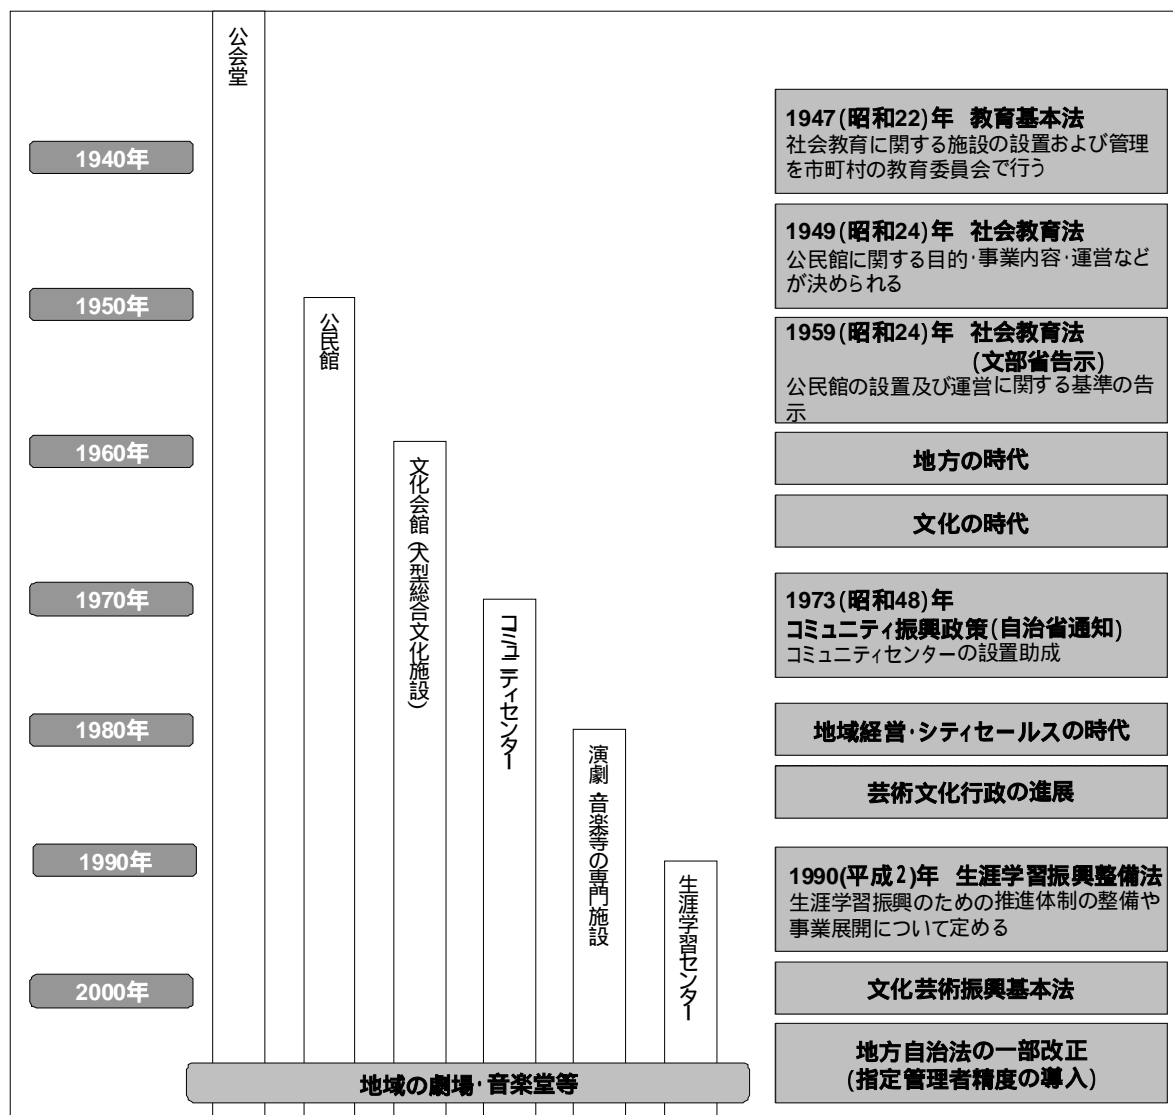 公会堂
1940年
1950年
1960年
1970年
1980年
1990年
2000年
公民館
文化会館(大型総合文化施設)
コミュニティセンター
演劇・音楽等の専門施設
生涯学習センター
地域の劇場・音楽堂等
1947(昭和22)年 教育基本法
社会教育に関する施設の設置および管理
を市町村の教育委員会で行う
1949(昭和24)年 社会教育法
公民館に関する目的・事業内容・運営など
が決められる
1959(昭和24)年 社会教育法
(文部省告示)
公民館の設置及び運営に関する基準の告
示
地方の時代
文化の時代
1973(昭和48)年
コミュニティ振興政策(自治省通知)
コミュニティセンターの設置助成
地域経営・シティセールスの時代
芸術文化行政の進展
1990(平成2)年 生涯学習振興整備法
生涯学習振興のための推進体制の整備や
事業展開について定める
文化芸術振興基本法
地方自治法の一部改正
(指定管理者精度の導入)